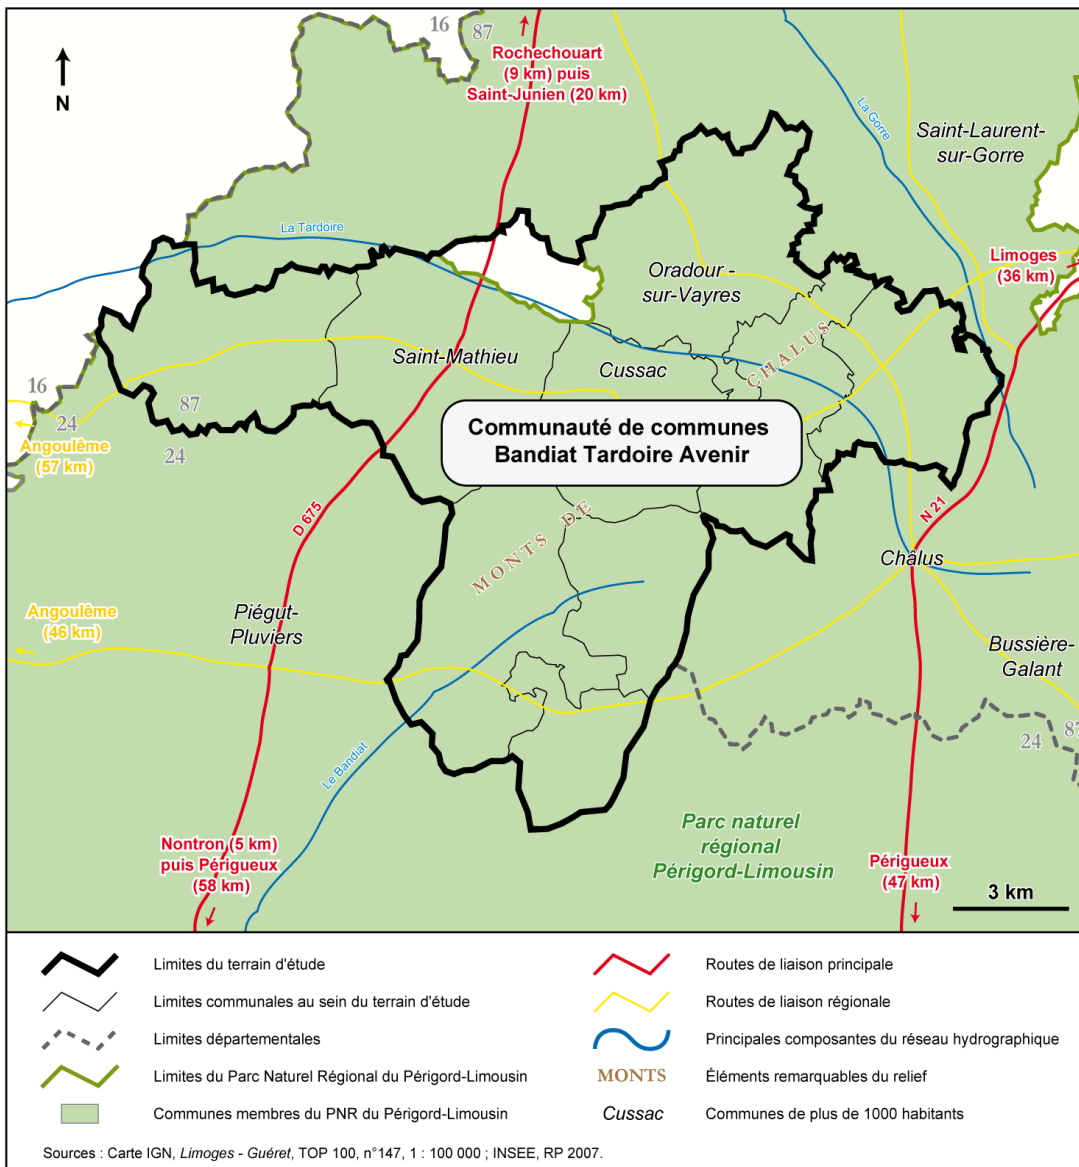 16
87
Rochechouart
(9 km) puis
Saint-Junien (20 km)
N
La Gorre
Saint-Laurent-
sur-Gorre
La Tardoire
Limoges
(36 km)
Oradour -
sur-Vayres
CHALUS
Saint-Mathieu
Cussac
16
24
87
24
Angoulême
(57 km)
Communauté de communes
Bandiat Tardoire Avenir
D 675
N 21
MONTS DE
Châlus
Angoulême
(46 km)
Piégut-
Pluviers
Bussière-
Galant
87
24
Le Bandiat
Parc naturel
régional
Périgord-Limousin
Nontron (5 km)
puis Périgueux
(58 km)
Périgueux
(47 km)
3 km
Limites du terrain d'étude
Limites communales au sein du terrain d'étude
Limites départementales
Limites du Parc Naturel Régional du Périgord-Limousin
Communes membres du PNR du Périgord-Limousin
Routes de liaison principale
Routes de liaison régionale
Principales composantes du réseau hydrographique
MONTS Éléments remarquables du relief
Cussac Communes de plus de 1000 habitants
Sources : Carte IGN, Limoges - Guéret, TOP 100, n°147, 1 : 100 000 ; INSEE, RP 2007.